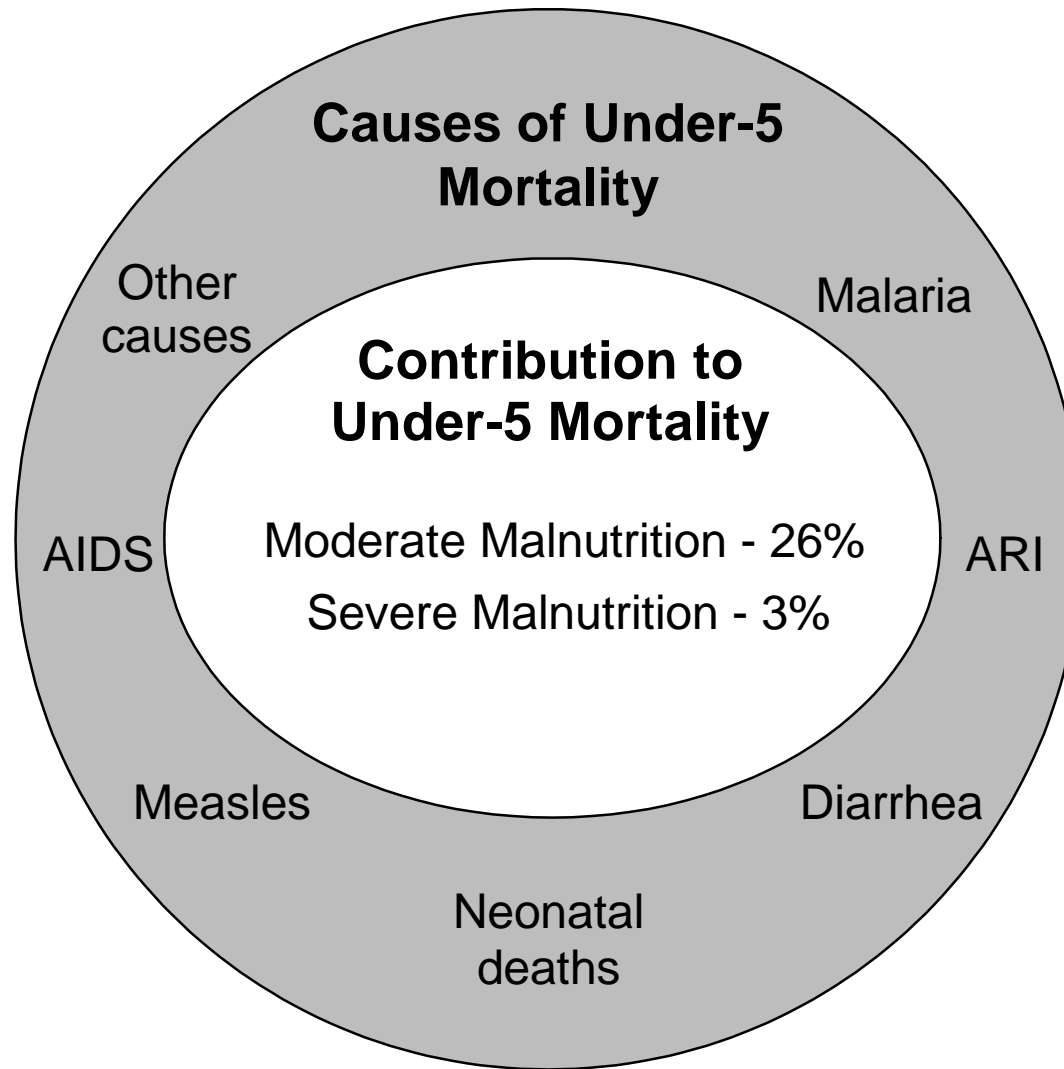 Causes of Under-5
Mortality
Other
causes
Malaria
Contribution to
Under-5 Mortality
Moderate Malnutrition - 26%
Severe Malnutrition - 3%
AIDS
ARI
Measles
Diarrhea
Neonatal
deaths